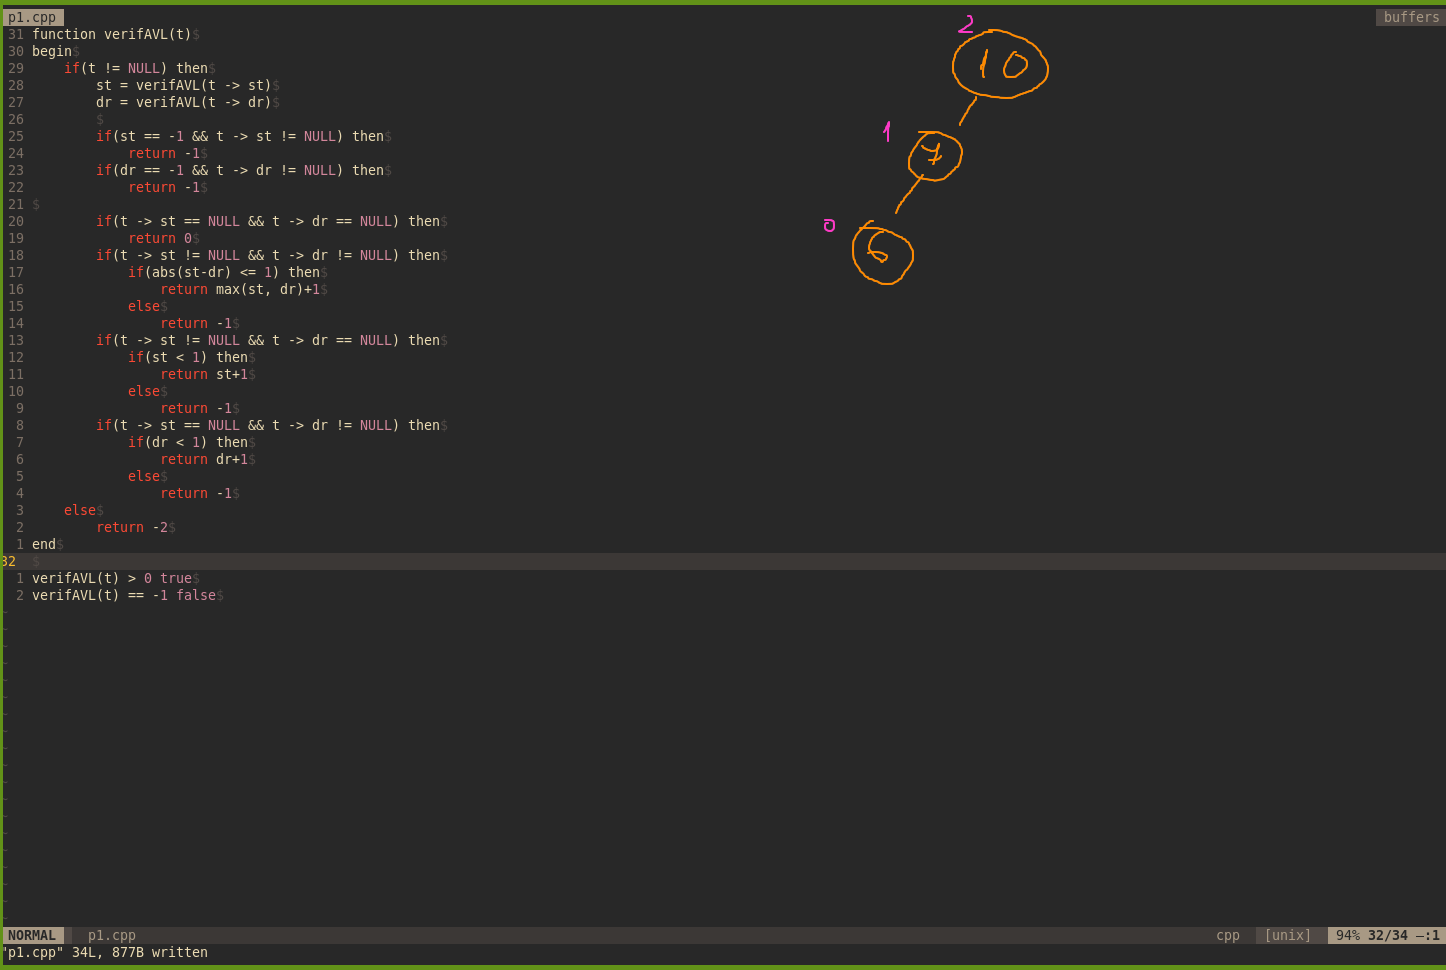 p1.cpp buffers
31 function verifAVL(t)$
30 begin$
29     if(t != NULL) then$
28         st = verifAVL(t -> st)$
27         dr = verifAVL(t -> dr)$
26         $
25         if(st == -1 && t -> st != NULL) then$
24             return -1$
23         if(dr == -1 && t -> dr != NULL) then$
22             return -1$
21 $
20         if(t -> st == NULL && t -> dr == NULL) then$
19             return 0$
18         if(t -> st != NULL && t -> dr != NULL) then$
17             if(abs(st-dr) <= 1) then$
16                 return max(st, dr)+1$
15             else$
14                 return -1$
13         if(t -> st != NULL && t -> dr == NULL) then$
12             if(st < 1) then$
11                 return st+1$
10             else$
9                 return -1$
8         if(t -> st == NULL && t -> dr != NULL) then$
7             if(dr < 1) then$
6                 return dr+1$
5             else$
4                 return -1$
3     else$
2         return -2$
1 end$
32 $
1 verifAVL(t) > 0 true$
2 verifAVL(t) == -1 false$
2
10
1
7
0
6
NORMAL p1.cpp cpp [unix] 94% 32/34 –:1
"p1.cpp" 34L, 877B written